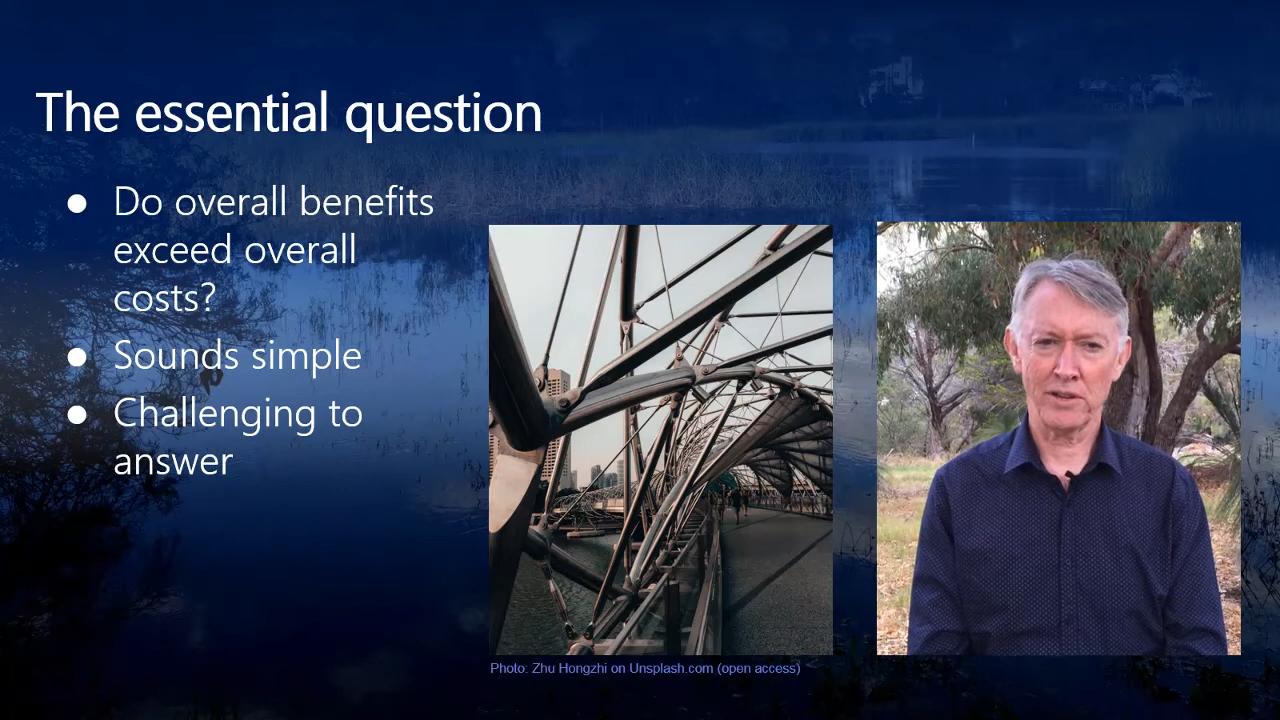 The essential question
● Do overall benefits
exceed overall
costs?
● Sounds simple
● Challenging to
answer
Photo: Zhu Hongzhi on Unsplash.com (open access)